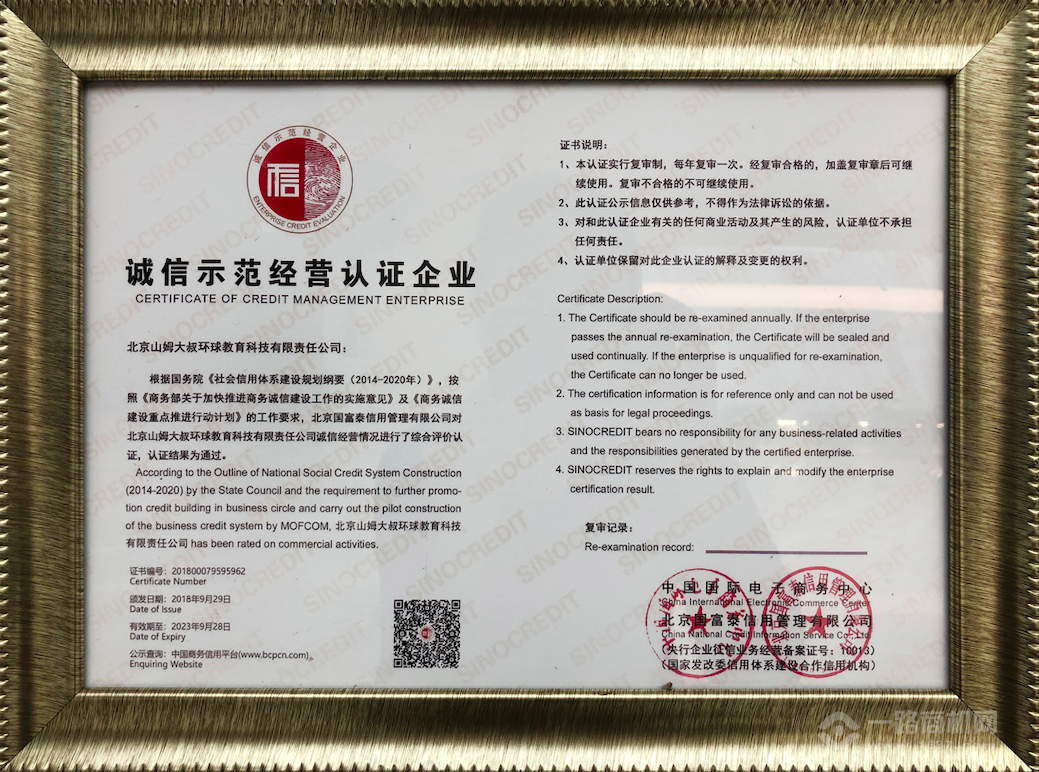 诚信示范经营企业
信
ENTERPRISE CREDIT EVALUATION
诚信示范经营认证企业
CERTIFICATE OF CREDIT MANAGEMENT ENTERPRISE
北京山姆大叔环球教育科技有限责任公司：
根据国务院《社会信用体系建设规划纲要（2014-2020年）》，按
照《商务部关于加快推进商务诚信建设工作的实施意见》及《商务诚信
建设重点推进行动计划》的工作要求，北京国富泰信用管理有限公司对
北京山姆大叔环球教育科技有限责任公司诚信经营情况进行了综合评价认
证，认证结果为通过。
According to the Outline of National Social Credit System Construction
(2014-2020) by the State Council and the requirement to further promo-
tion credit building in business circle and carry out the pilot construction
of the business credit system by MOFCOM, 北京山姆大叔环球教育科技
有限责任公司 has been rated on commercial activities.
证书编号：201800079595962
Certificate Number
颁发日期：2018年9月29日
Date of Issue
有效期至：2023年9月28日
Date of Expiry
公示查询：中国商务信用平台(www.bcpcn.com)。
Enquiring Website
证书说明：
1、本认证实行复审制，每年复审一次。经复审合格的，加盖复审章后可继
续使用。复审不合格的不可继续使用。
2、此认证公示信息仅供参考，不得作为法律诉讼的依据。
3、对和此认证企业有关的任何商业活动及其产生的风险，认证单位不承担
任何责任。
4、认证单位保留对此企业认证的解释及变更的权利。
Certificate Description:
1. The Certificate should be re-examined annually. If the enterprise
passes the annual re-examination, the Certificate will be sealed and
used continually. If the enterprise is unqualified for re-examination,
the Certificate can no longer be used.
2. The certification information is for reference only and can not be used
as basis for legal proceedings.
3. SINOCREDIT bears no responsibility for any business-related activities
and the responsibilities generated by the certified enterprise.
4. SINOCREDIT reserves the rights to explain and modify the enterprise
certification result.
复审记录：
Re-examination record:
中国国际电子商务中心
China International Electronic Commerce Center
北京国富泰信用管理有限公司
China National Credit Information Service Co., Ltd
（央行企业征信业务经营备案证号：10013）
（国家发改委信用体系建设合作信用机构）
一路商机网